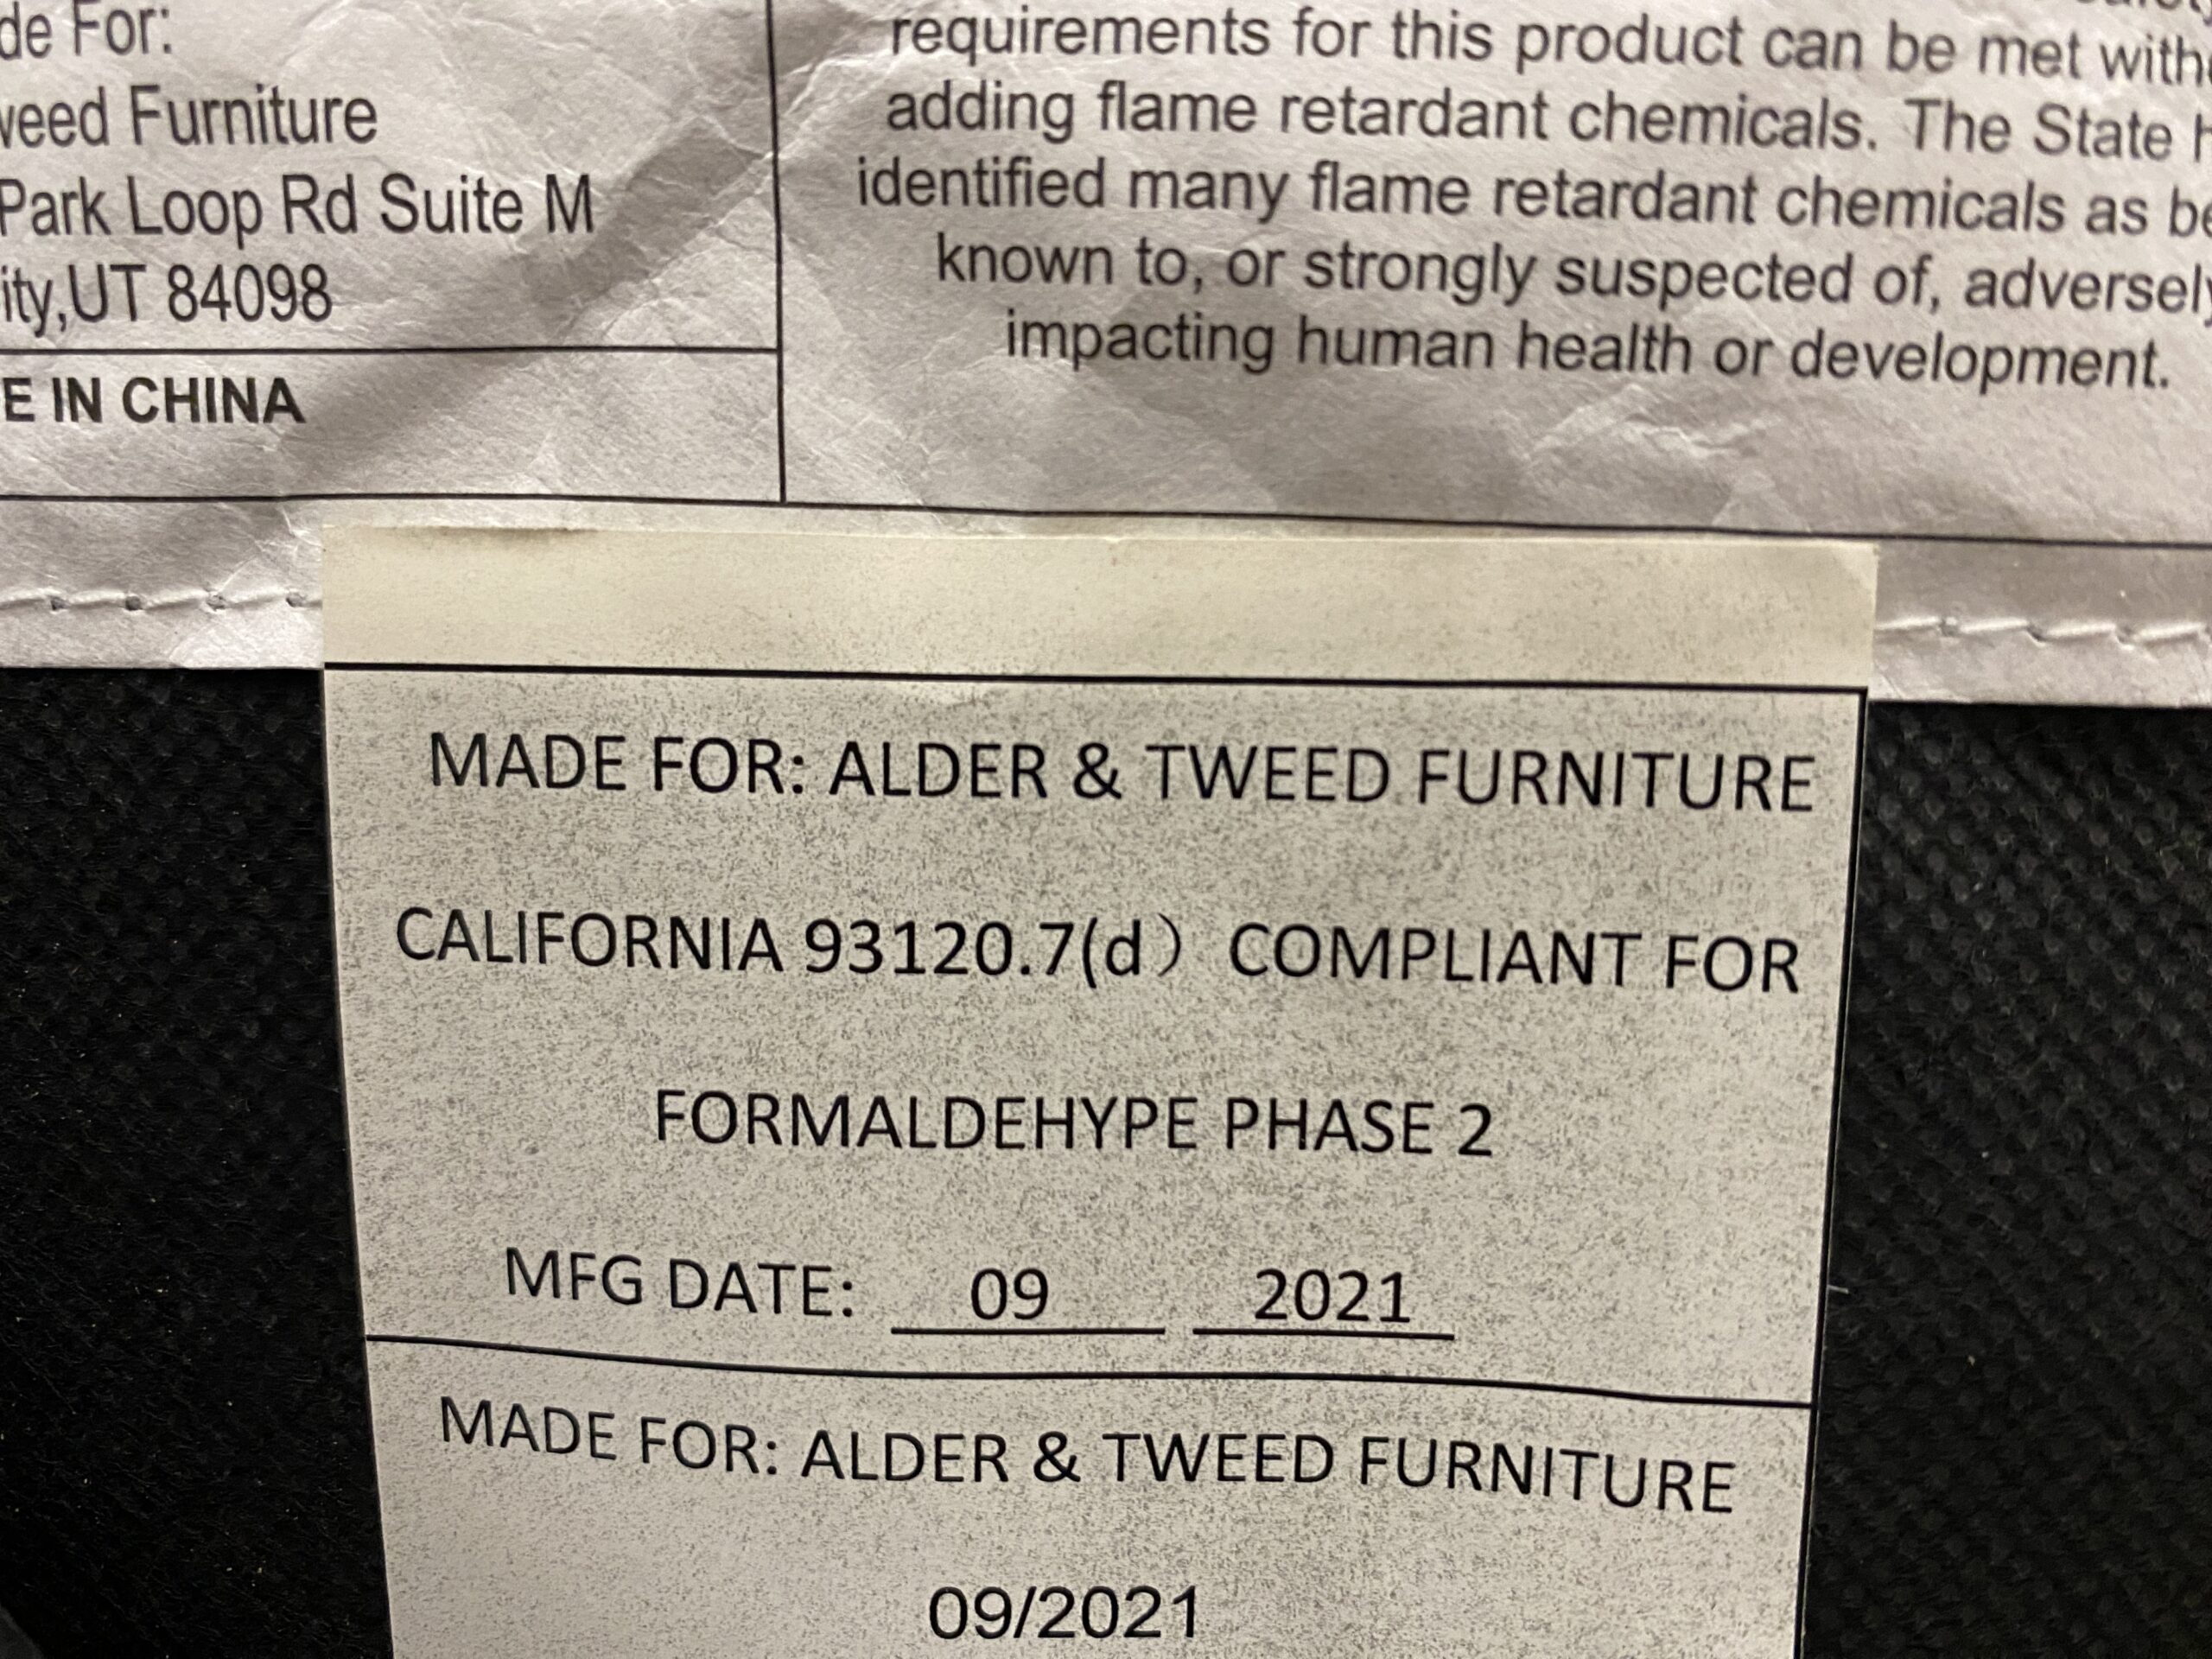 de For:
weed Furniture
Park Loop Rd Suite M
ity,UT 84098
E IN CHINA
requirements for this product can be met with
adding flame retardant chemicals. The State h
identified many flame retardant chemicals as be
known to, or strongly suspected of, adversely
impacting human health or development.
MADE FOR: ALDER & TWEED FURNITURE
CALIFORNIA 93120.7(d) COMPLIANT FOR
FORMALDEHYPE PHASE 2
MFG DATE: 09 2021
MADE FOR: ALDER & TWEED FURNITURE
09/2021